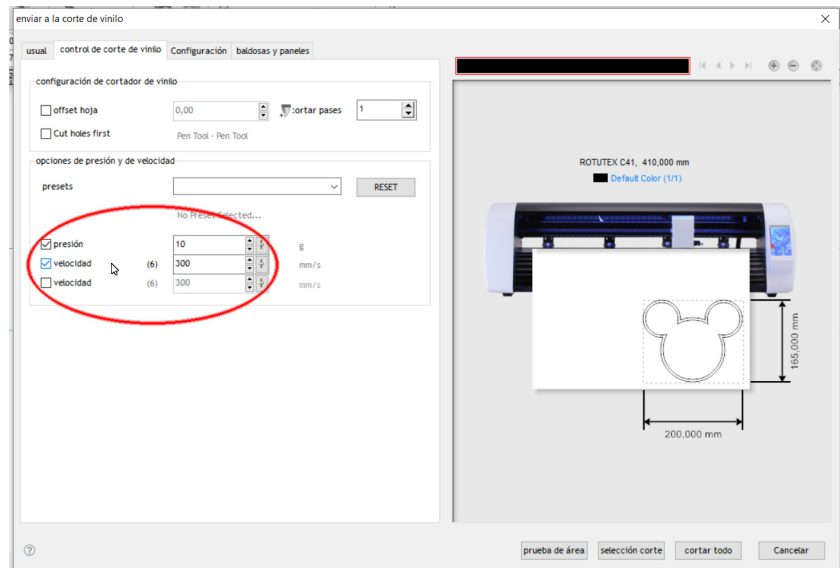 enviar a la corte de vinilo
usual control de corte de vinilo Configuración baldosas y paneles
configuración de cortador de vinilo
offset hoja 0,00 :ortar pases 1
Cut holes first Pen Tool - Pen Tool
opciones de presión y de velocidad
presets RESET
No Preset Selected...
presión 10 g
velocidad (6) 300 mm/s
velocidad (6) 300 mm/s
ROTUTEX C41, 410,000 mm
Default Color (1/1)
165,000 mm
200,000 mm
prueba de área selección corte cortar todo Cancelar